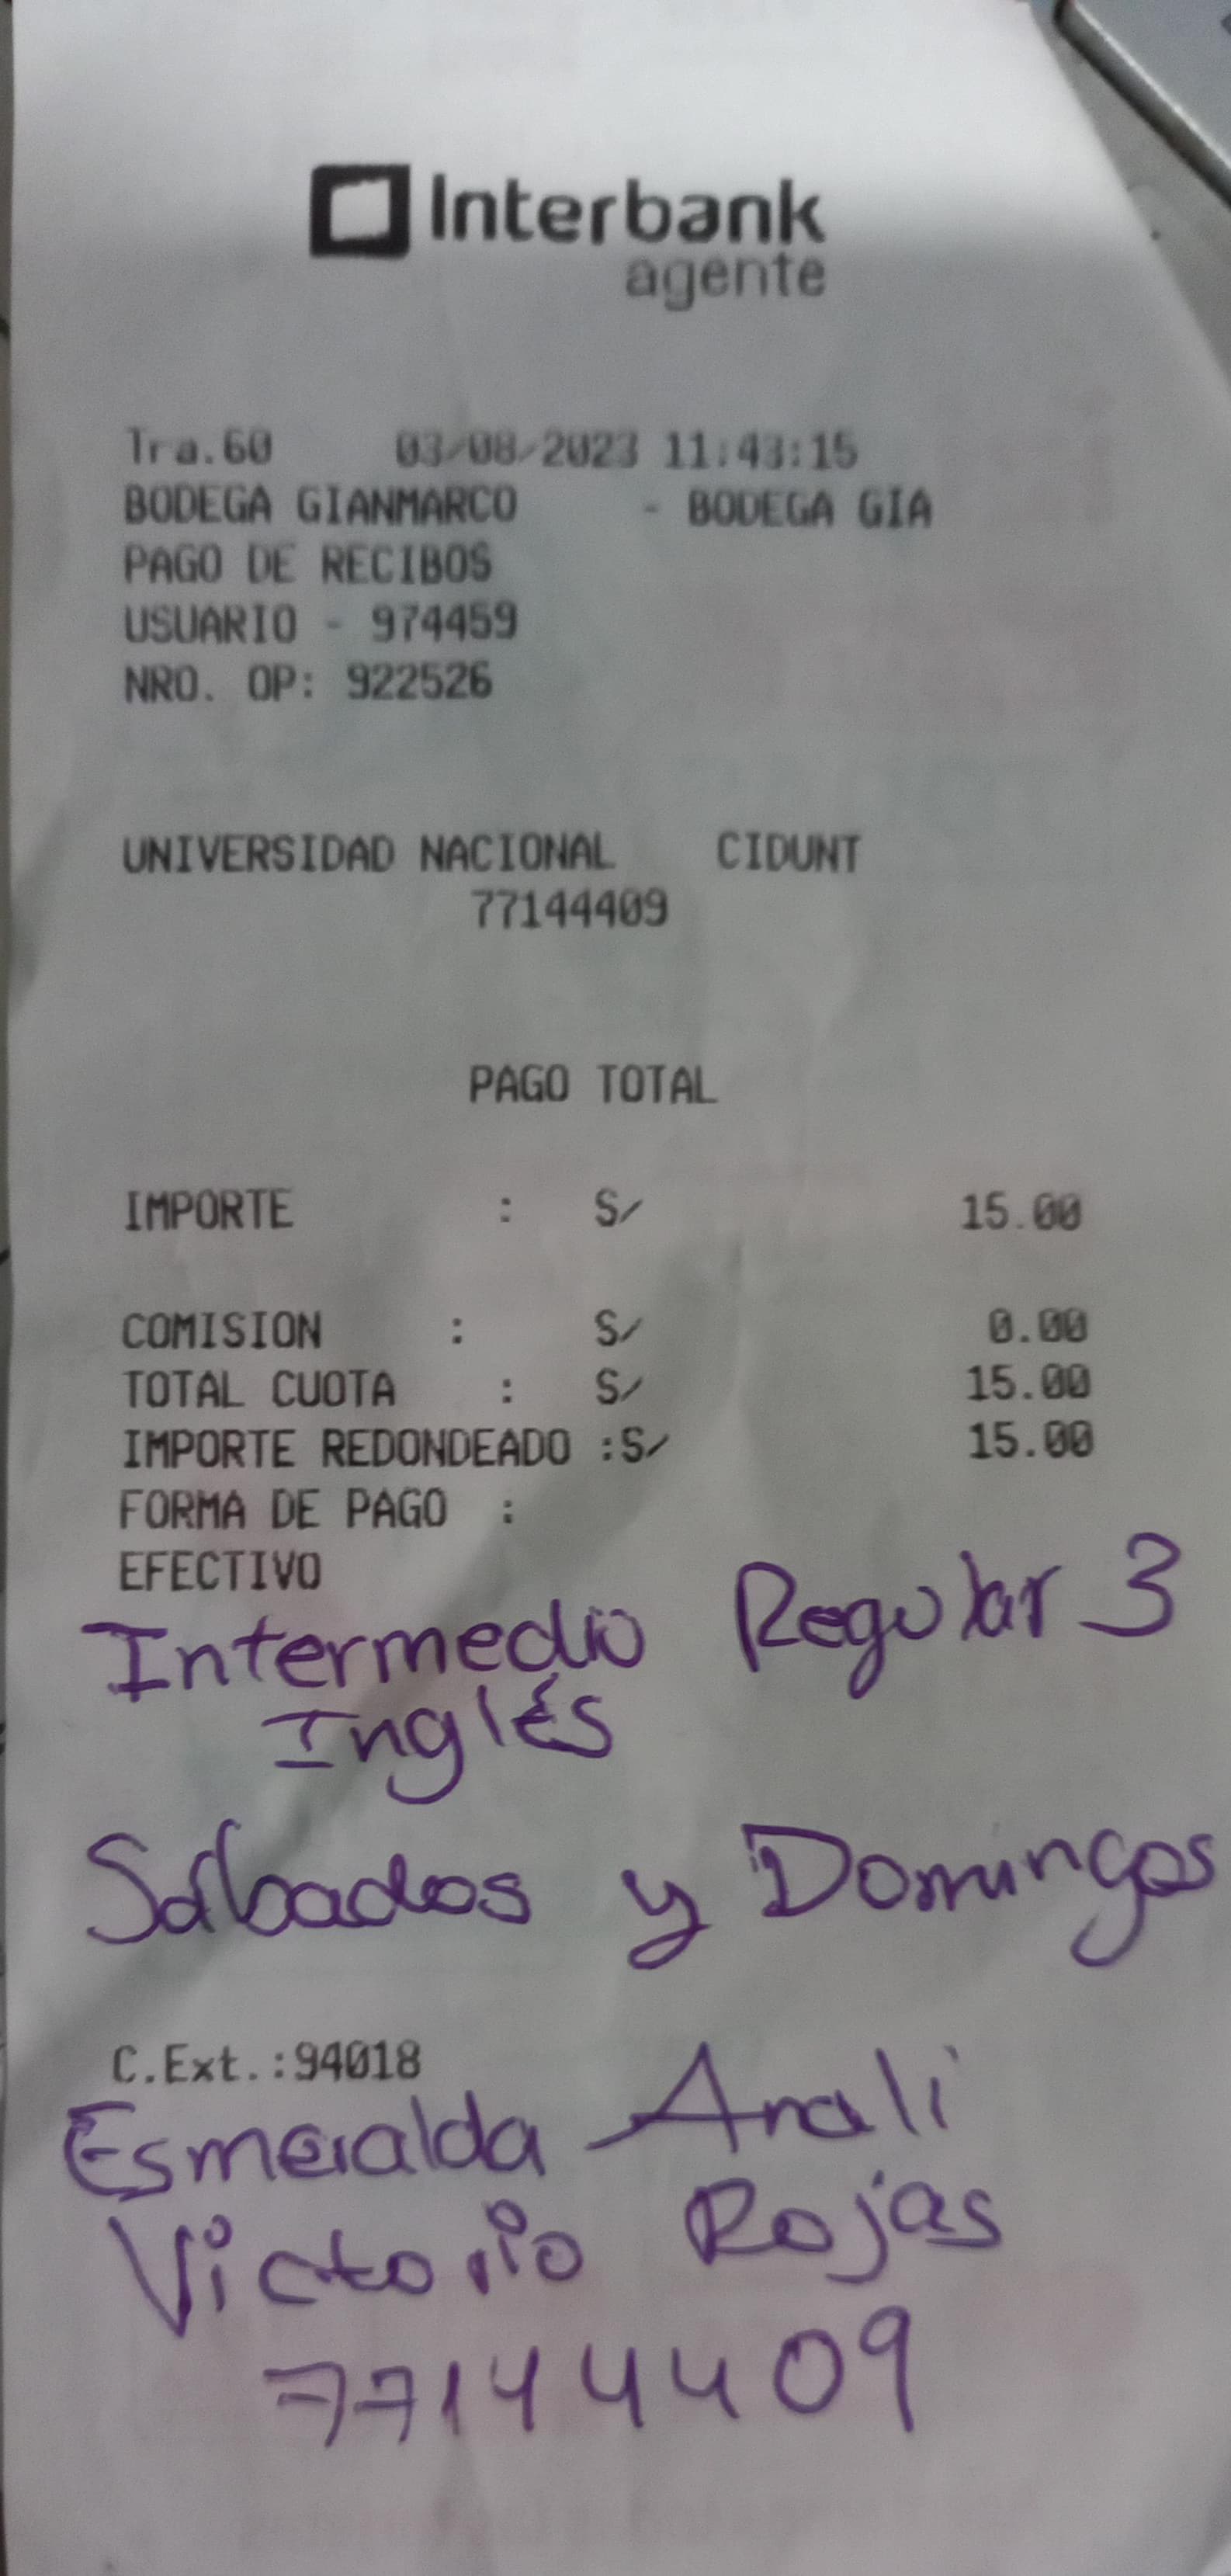 Interbank
agente
Tra.60 03/08/2023 11:43:15
BODEGA GIANMARCO - BODEGA GIA
PAGO DE RECIBOS
USUARIO - 974459
NRO. OP: 922526
UNIVERSIDAD NACIONAL CIDUNT
77144409
PAGO TOTAL
IMPORTE : S/ 15.00
COMISION : S/ 0.00
TOTAL CUOTA : S/ 15.00
IMPORTE REDONDEADO :S/ 15.00
FORMA DE PAGO :
EFECTIVO
Intermedio Regular 3
Inglés
Sábados y Domingos
C.Ext.:94018
Esmeralda Arali
Victorio Rojas
77144409